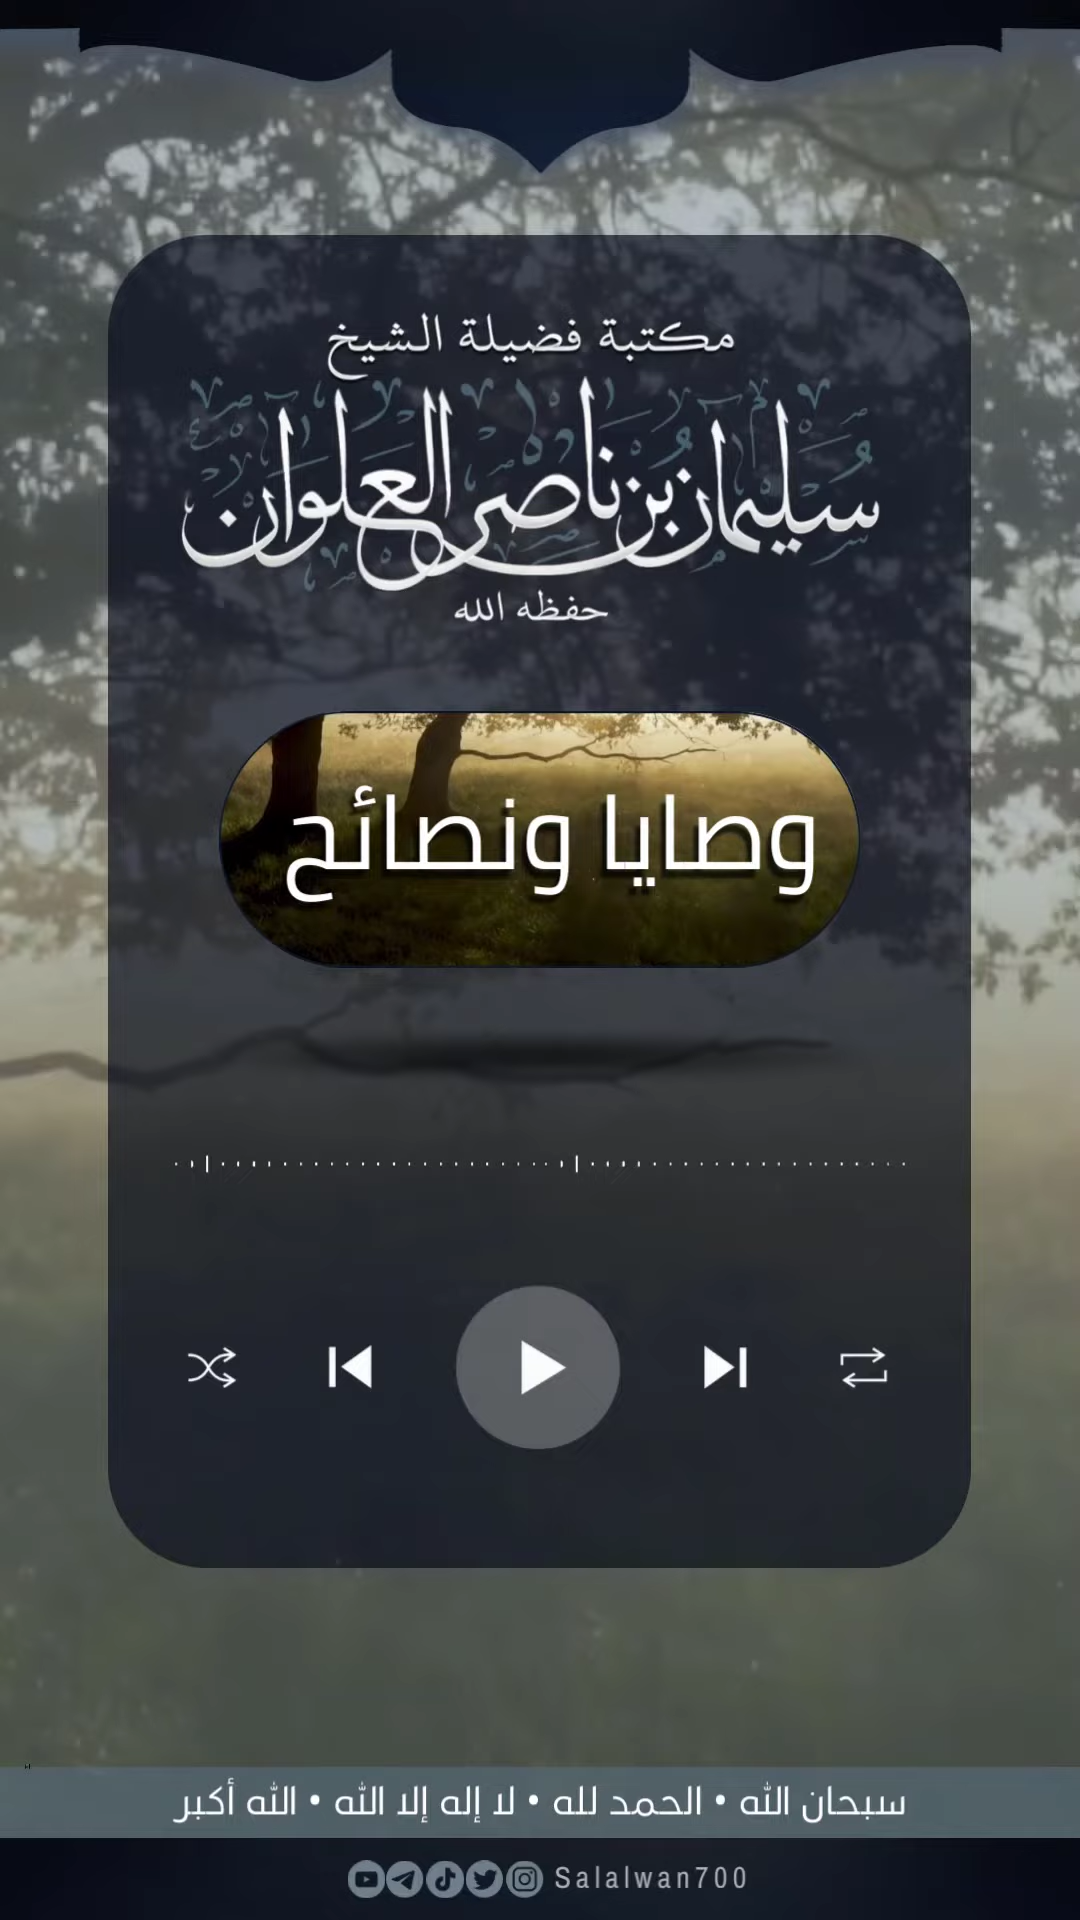 مكتبة فضيلة الشيخ
سليمان بن ناصر العلوان
حفظه الله
وصايا ونصائح
سبحان الله • الحمد لله • لا إله إلا الله • الله أكبر
Salalwan700